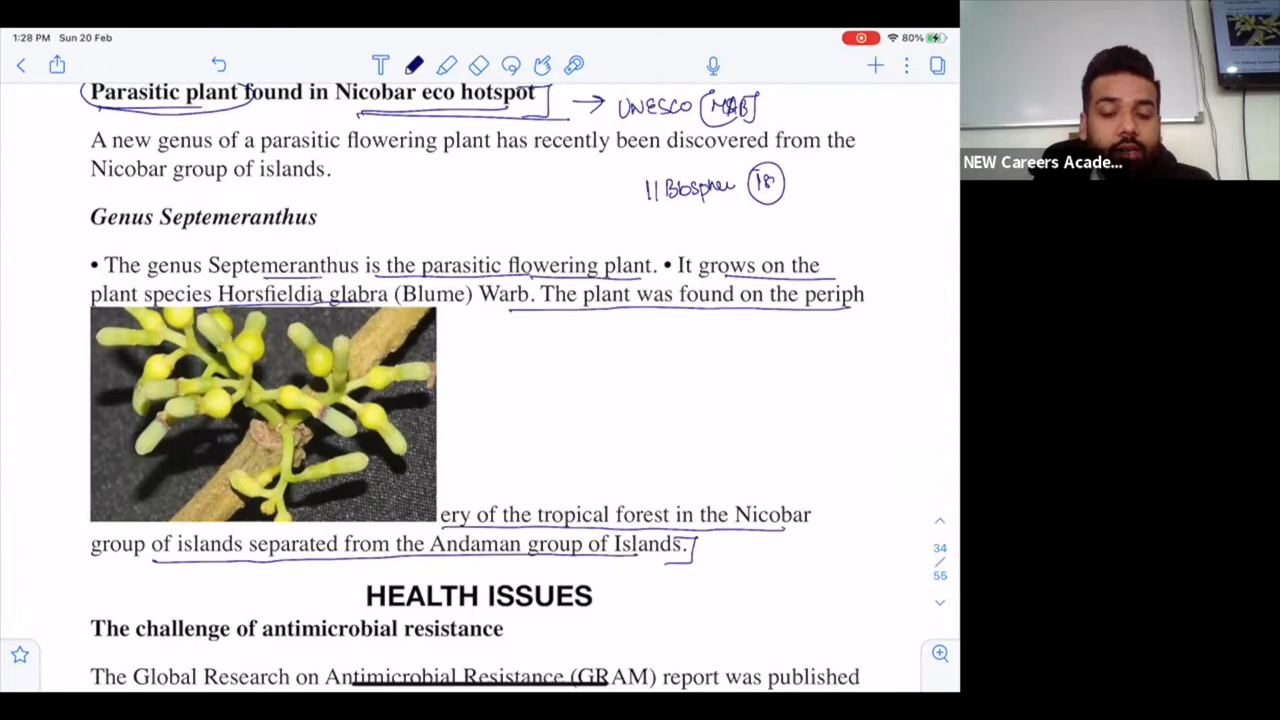 1:28 PM Sun 20 Feb
80%
Parasitic plant found in Nicobar eco hotspot
UNESCO MAB
A new genus of a parasitic flowering plant has recently been discovered from the
Nicobar group of islands.
11 Biosphere 18
NEW Careers Acade...
Genus Septemeranthus
• The genus Septemeranthus is the parasitic flowering plant. • It grows on the
plant species Horsfieldia glabra (Blume) Warb. The plant was found on the periph
ery of the tropical forest in the Nicobar
group of islands separated from the Andaman group of Islands.
34
/
55
HEALTH ISSUES
The challenge of antimicrobial resistance
The Global Research on Antimicrobial Resistance (GRAM) report was published